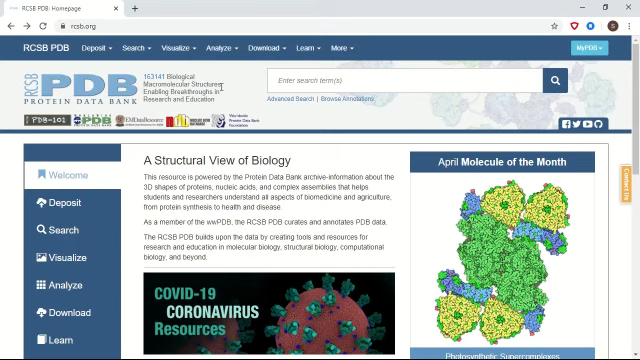 RCSB PDB: Homepage
rcsb.org
RCSB PDB Deposit Search Visualize Analyze Download Learn More MyPDB
RCSB PDB
PROTEIN DATA BANK
163141 Biological
Macromolecular Structures
Enabling Breakthroughs in
Research and Education
Enter search term(s)
Advanced Search | Browse Annotations
PDB-101 PDB EMDataResource Worldwide
Protein Data Bank
Foundation
Contact Us
Welcome
Deposit
Search
Visualize
Analyze
Download
Learn
A Structural View of Biology
This resource is powered by the Protein Data Bank archive-information about the
3D shapes of proteins, nucleic acids, and complex assemblies that helps
students and researchers understand all aspects of biomedicine and agriculture,
from protein synthesis to health and disease.
As a member of the wwPDB, the RCSB PDB curates and annotates PDB data.
The RCSB PDB builds upon the data by creating tools and resources for
research and education in molecular biology, structural biology, computational
biology, and beyond.
COVID-19
CORONAVIRUS
Resources
April Molecule of the Month
Photosynthetic Supercomplexes